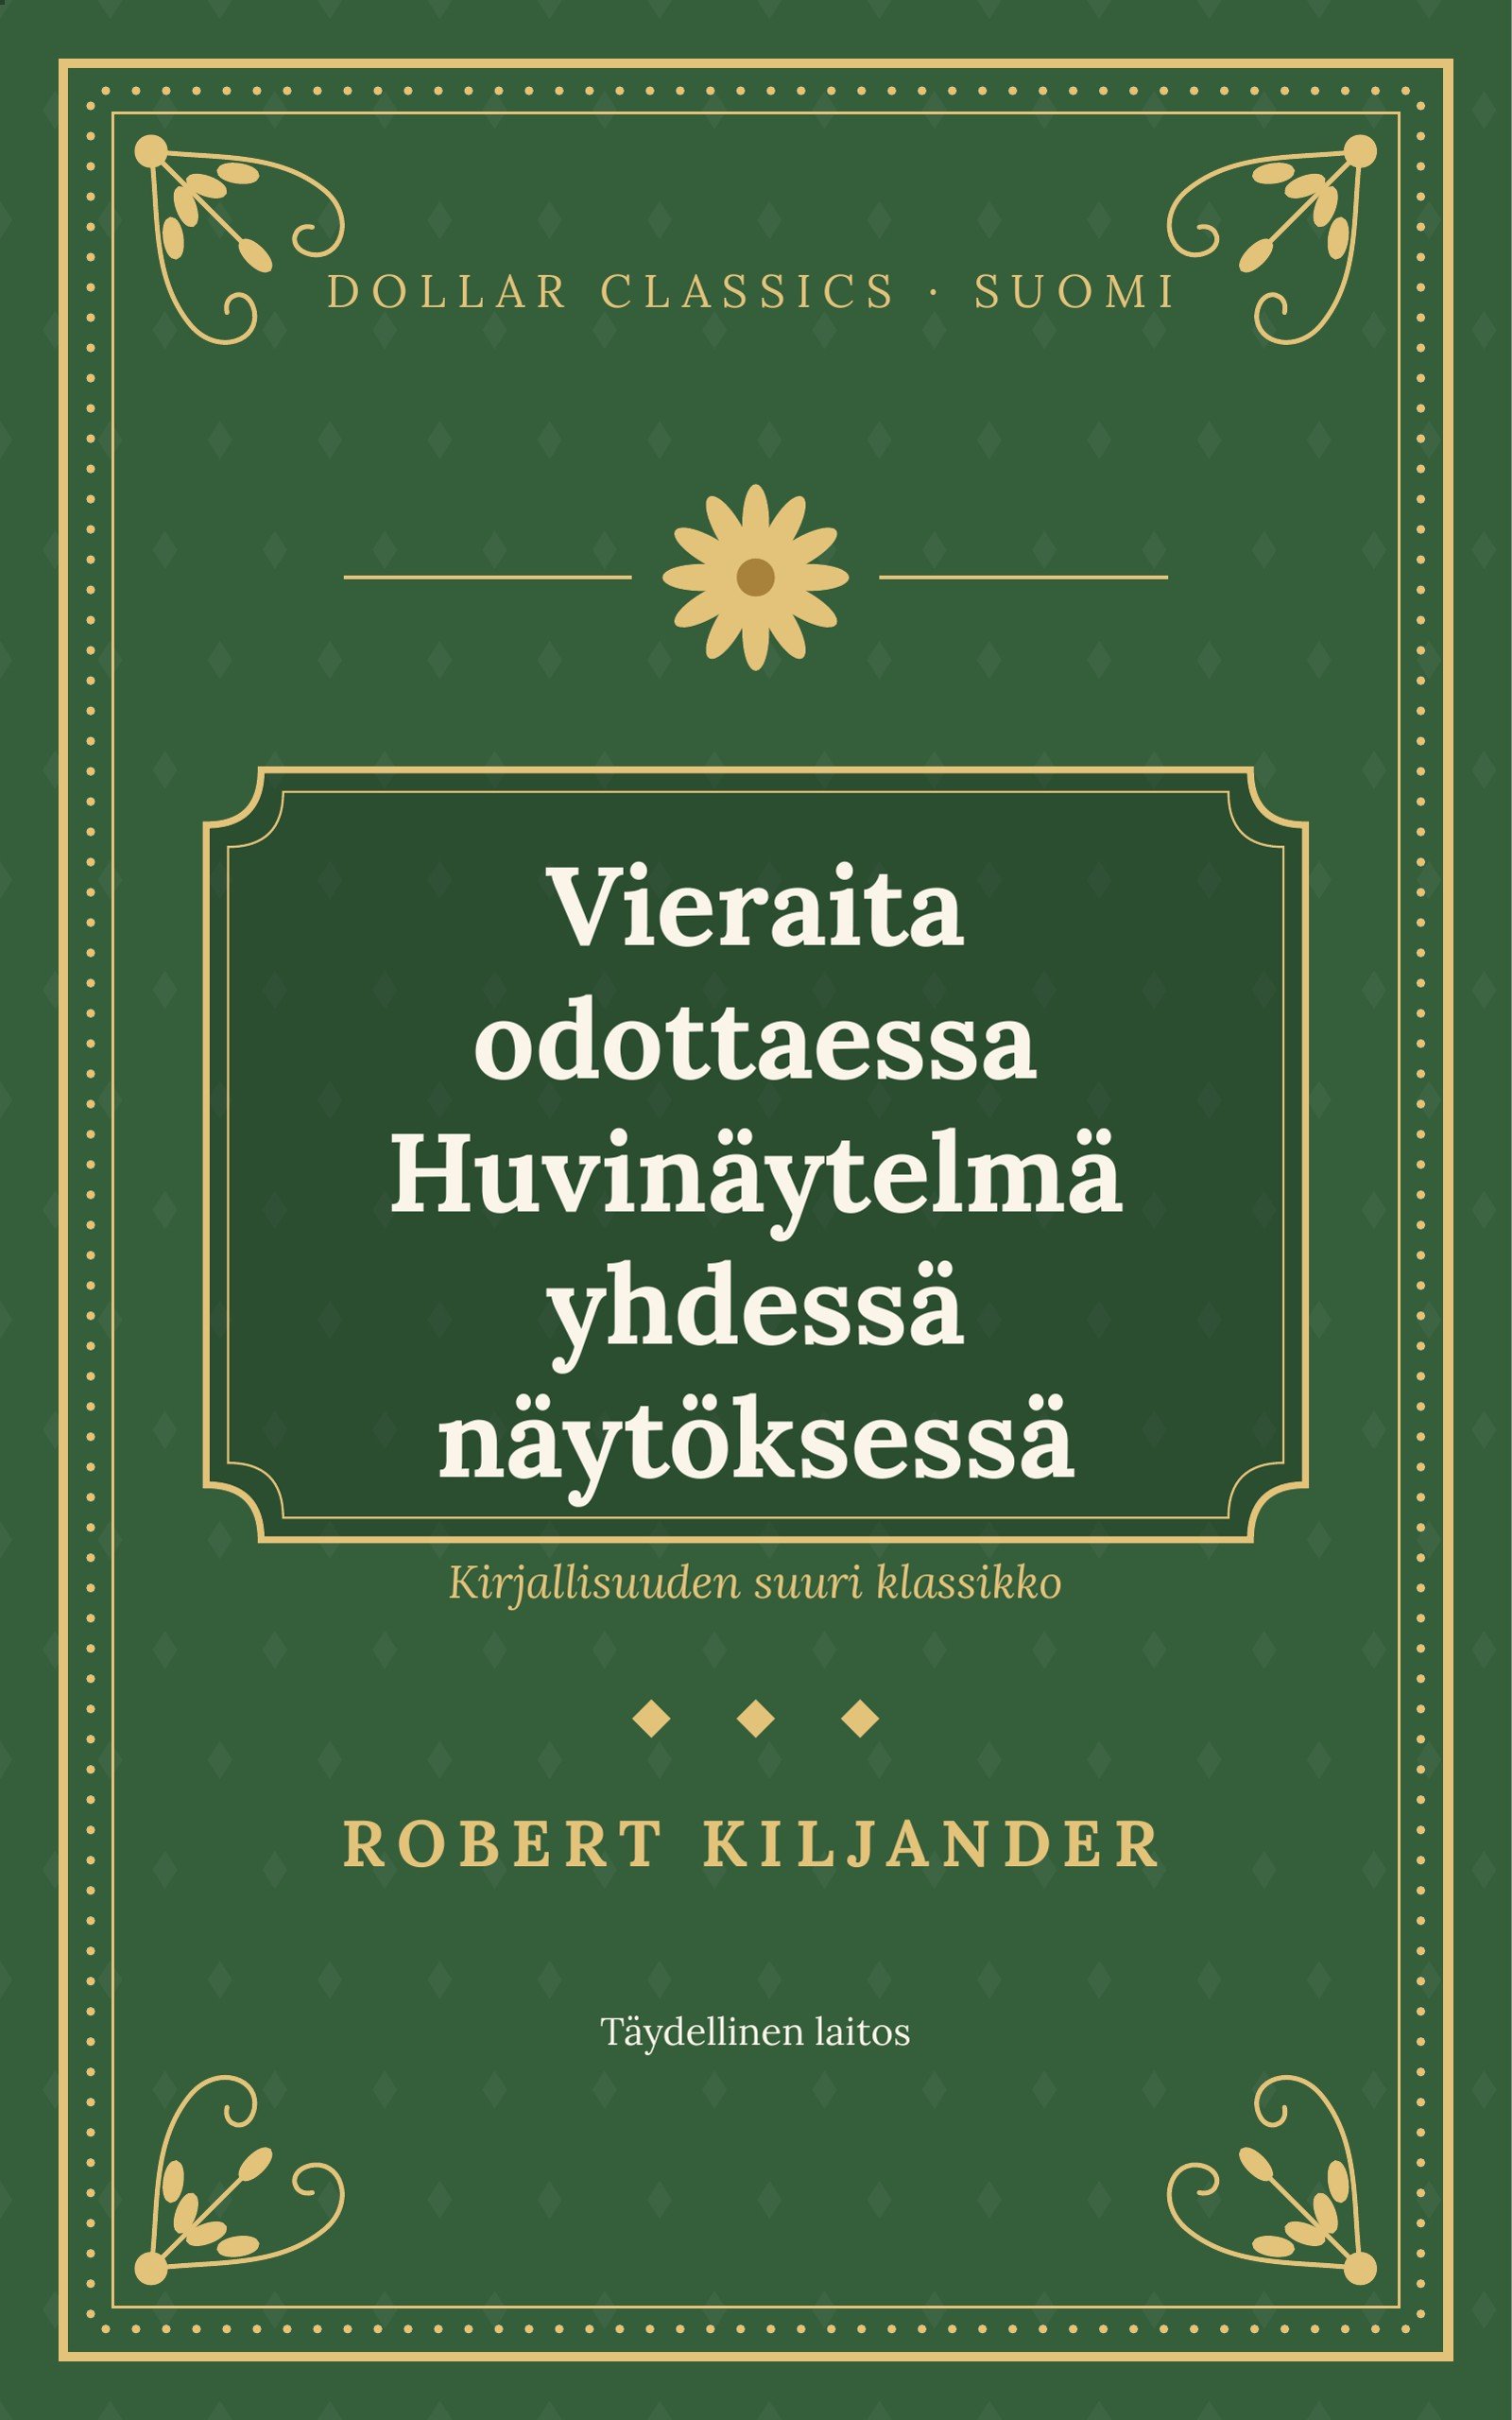 DOLLAR CLASSICS · SUOMI
Vieraita
odottaessa
Huvinäytelmä
yhdessä
näytöksessä
Kirjallisuuden suuri klassikko
ROBERT KILJANDER
Täydellinen laitos